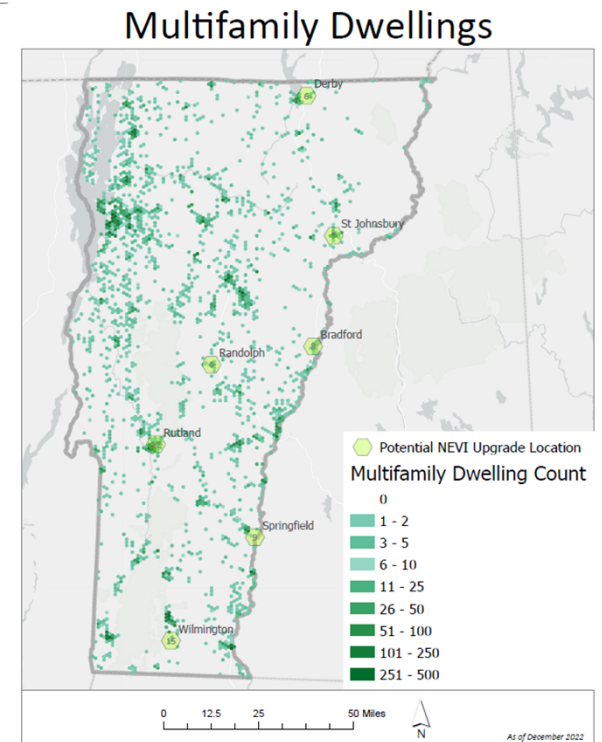 Multifamily Dwellings
Derby
St Johnsbury
Bradford
Randolph
Rutland
Springfield
Wilmington
15
Potential NEVI Upgrade Location
Multifamily Dwelling Count
0
1 - 2
3 - 5
6 - 10
11 - 25
26 - 50
51 - 100
101 - 250
251 - 500
0 12.5 25 50 Miles
N
As of December 2022